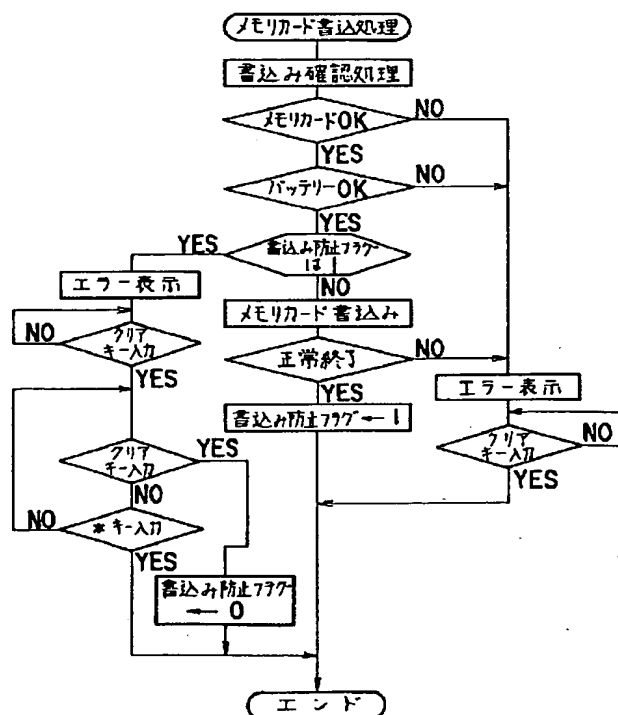 メモリカード書込処理
書込み確認処理
メモリカードOK
NO
YES
バッテリーOK
NO
YES
YES
書込み防止フラグ
は1
エラー表示
NO
メモリカード書込み
NO
クリア
キー入力
正常終了
NO
YES
YES
エラー表示
書込み防止フラグ←1
クリア
キー入力
YES
クリア
キー入力
NO
NO
YES
NO
*キー入力
YES
書込み防止フラグ
←0
エンド